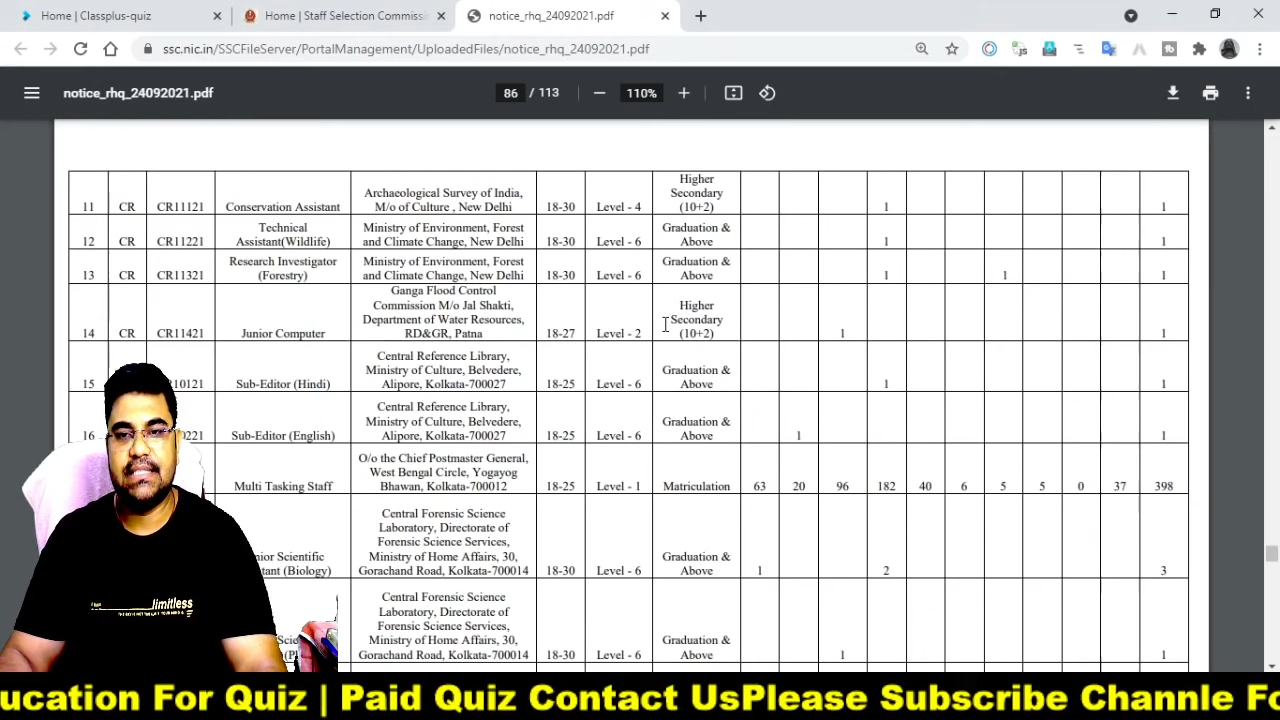 Home | Classplus-quiz
Home | Staff Selection Commiss
notice_rhq_24092021.pdf
ssc.nic.in/SSCFileServer/PortalManagement/UploadedFiles/notice_rhq_24092021.pdf
notice_rhq_24092021.pdf
86 / 113
110%
11 CR CR11121 Conservation Assistant Archaeological Survey of India, M/o of Culture , New Delhi 18-30 Level - 4 Higher Secondary (10+2) 1 1
12 CR CR11221 Technical Assistant(Wildlife) Ministry of Environment, Forest and Climate Change, New Delhi 18-30 Level - 6 Graduation & Above 1 1
13 CR CR11321 Research Investigator (Forestry) Ministry of Environment, Forest and Climate Change, New Delhi 18-30 Level - 6 Graduation & Above 1 1 1
14 CR CR11421 Junior Computer Ganga Flood Control Commission M/o Jal Shakti, Department of Water Resources, RD&GR, Patna 18-27 Level - 2 Higher Secondary (10+2) 1 1
15 10121 Sub-Editor (Hindi) Central Reference Library, Ministry of Culture, Belvedere, Alipore, Kolkata-700027 18-25 Level - 6 Graduation & Above 1 1
16 0221 Sub-Editor (English) Central Reference Library, Ministry of Culture, Belvedere, Alipore, Kolkata-700027 18-25 Level - 6 Graduation & Above 1 1
Multi Tasking Staff O/o the Chief Postmaster General, West Bengal Circle, Yogayog Bhawan, Kolkata-700012 18-25 Level - 1 Matriculation 63 20 96 182 40 6 5 5 0 37 398
nior Scientific tant (Biology) Central Forensic Science Laboratory, Directorate of Forensic Science Services, Ministry of Home Affairs, 30, Gorachand Road, Kolkata-700014 18-30 Level - 6 Graduation & Above 1 2 3
Central Forensic Science Laboratory, Directorate of Forensic Science Services, Ministry of Home Affairs, 30, Gorachand Road, Kolkata-700014 18-30 Level - 6 Graduation & Above 1 1
limitless
ucation For Quiz | Paid Quiz Contact UsPlease Subscribe Channle Fo